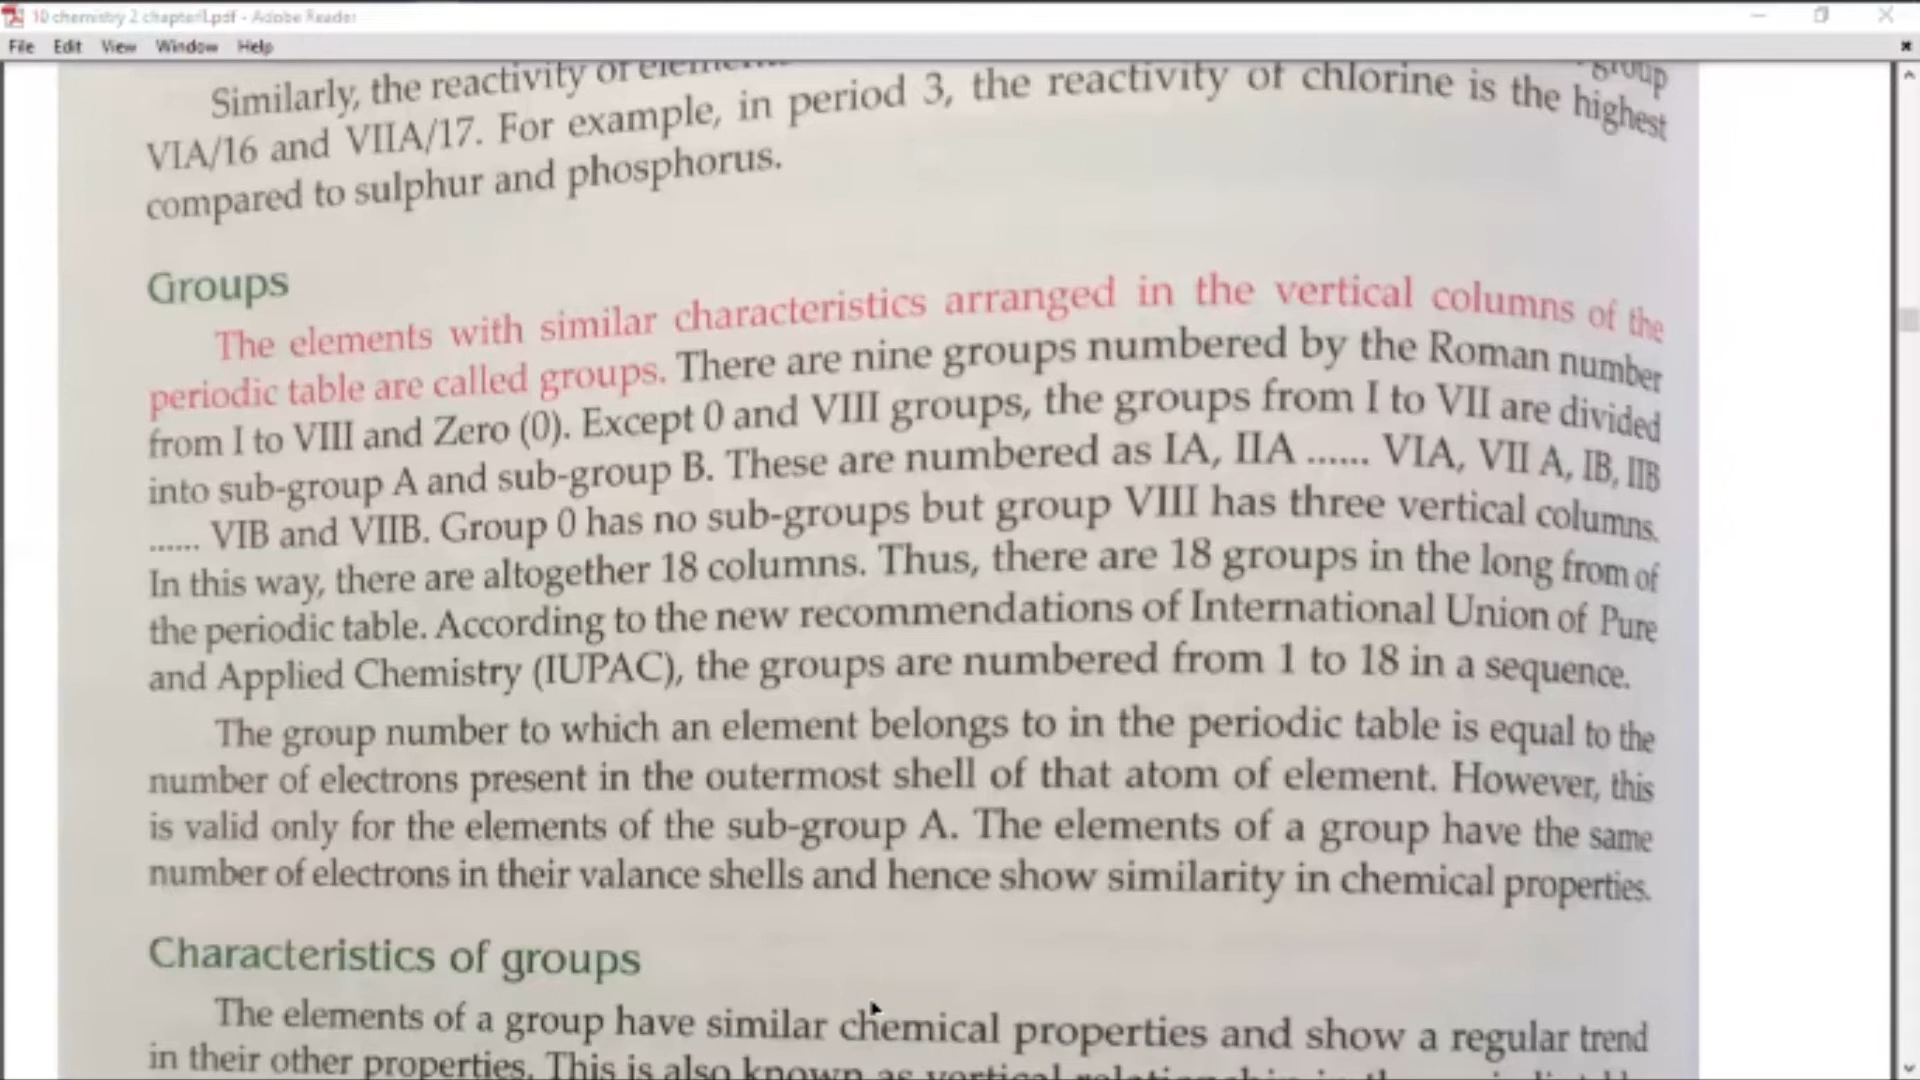 10 chemistry 2 chapter1.pdf - Adobe Reader
File Edit View Window Help
Similarly, the reactivity of group
VIA/16 and VIIA/17. For example, in period 3, the reactivity of chlorine is the highest
compared to sulphur and phosphorus.
Groups
The elements with similar characteristics arranged in the vertical columns of the
periodic table are called groups. There are nine groups numbered by the Roman number
from I to VIII and Zero (0). Except 0 and VIII groups, the groups from I to VII are divided
into sub-group A and sub-group B. These are numbered as IA, IIA ...... VIA, VII A, IB, IIB
...... VIB and VIIB. Group 0 has no sub-groups but group VIII has three vertical columns.
In this way, there are altogether 18 columns. Thus, there are 18 groups in the long from of
the periodic table. According to the new recommendations of International Union of Pure
and Applied Chemistry (IUPAC), the groups are numbered from 1 to 18 in a sequence.
The group number to which an element belongs to in the periodic table is equal to the
number of electrons present in the outermost shell of that atom of element. However, this
is valid only for the elements of the sub-group A. The elements of a group have the same
number of electrons in their valance shells and hence show similarity in chemical properties.
Characteristics of groups
The elements of a group have similar chemical properties and show a regular trend
in their other properties. This is also known as vertical